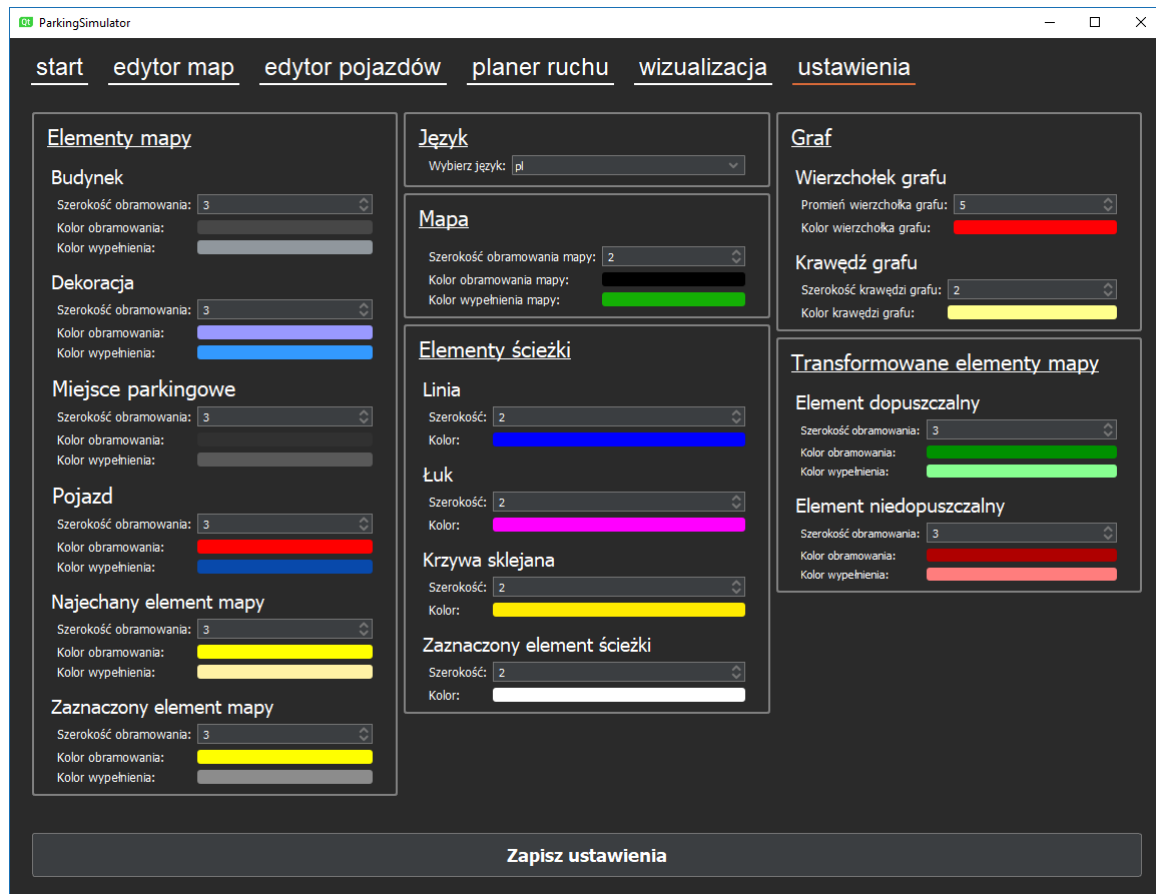 ParkingSimulator
start edytor map edytor pojazdów planer ruchu wizualizacja ustawienia
Elementy mapy
Budynek
Szerokość obramowania: 3
Kolor obramowania:
Kolor wypełnienia:
Dekoracja
Szerokość obramowania: 3
Kolor obramowania:
Kolor wypełnienia:
Miejsce parkingowe
Szerokość obramowania: 3
Kolor obramowania:
Kolor wypełnienia:
Pojazd
Szerokość obramowania: 3
Kolor obramowania:
Kolor wypełnienia:
Najechany element mapy
Szerokość obramowania: 3
Kolor obramowania:
Kolor wypełnienia:
Zaznaczony element mapy
Szerokość obramowania: 3
Kolor obramowania:
Kolor wypełnienia:
Język
Wybierz język: pl
Mapa
Szerokość obramowania mapy: 2
Kolor obramowania mapy:
Kolor wypełnienia mapy:
Elementy ścieżki
Linia
Szerokość: 2
Kolor:
Łuk
Szerokość: 2
Kolor:
Krzywa sklejana
Szerokość: 2
Kolor:
Zaznaczony element ścieżki
Szerokość: 2
Kolor:
Graf
Wierzchołek grafu
Promień wierzchołka grafu: 5
Kolor wierzchołka grafu:
Krawędź grafu
Szerokość krawędzi grafu: 2
Kolor krawędzi grafu:
Transformowane elementy mapy
Element dopuszczalny
Szerokość obramowania: 3
Kolor obramowania:
Kolor wypełnienia:
Element niedopuszczalny
Szerokość obramowania: 3
Kolor obramowania:
Kolor wypełnienia:
Zapisz ustawienia